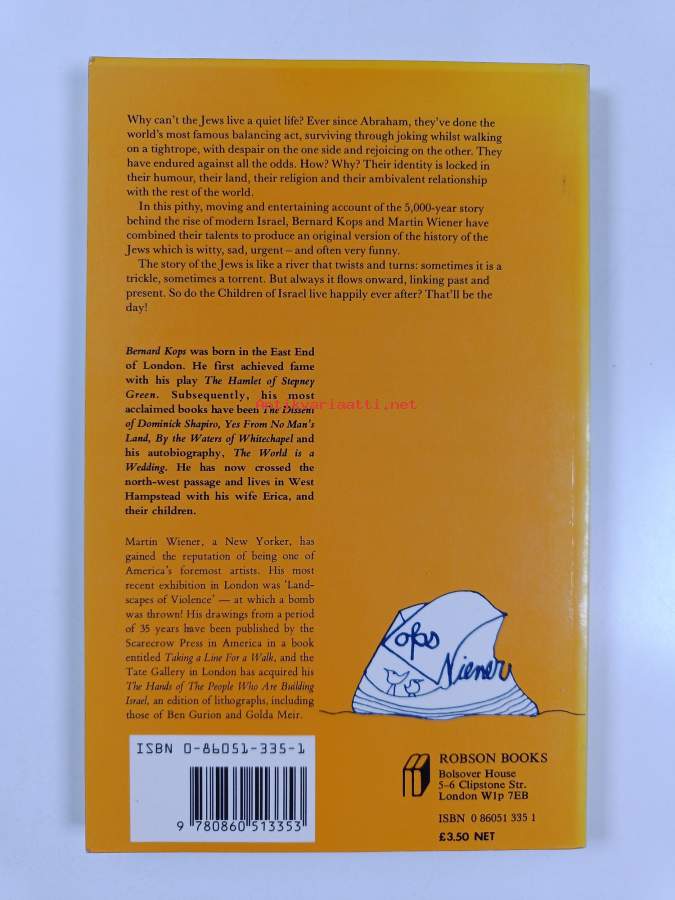 Why can't the Jews live a quiet life? Ever since Abraham, they've done the
world's most famous balancing act, surviving through joking whilst walking
on a tightrope, with despair on the one side and rejoicing on the other. They
have endured against all the odds. How? Why? Their identity is locked in
their humour, their land, their religion and their ambivalent relationship
with the rest of the world.
In this pithy, moving and entertaining account of the 5,000-year story
behind the rise of modern Israel, Bernard Kops and Martin Wiener have
combined their talents to produce an original version of the history of the
Jews which is witty, sad, urgent – and often very funny.
The story of the Jews is like a river that twists and turns: sometimes it is a
trickle, sometimes a torrent. But always it flows onward, linking past and
present. So do the Children of Israel live happily ever after? That'll be the
day!
Bernard Kops was born in the East End
of London. He first achieved fame
with his play The Hamlet of Stepney
Green. Subsequently, his most
acclaimed books have been The Dissent
of Dominick Shapiro, Yes From No Man's
Land, By the Waters of Whitechapel and
his autobiography, The World is a
Wedding. He has now crossed the
north-west passage and lives in West
Hampstead with his wife Erica, and
their children.
Antikvariaatti.net
Martin Wiener, a New Yorker, has
gained the reputation of being one of
America's foremost artists. His most
recent exhibition in London was 'Land-
scapes of Violence' — at which a bomb
was thrown! His drawings from a period
of 35 years have been published by the
Scarecrow Press in America in a book
entitled Taking a Line For a Walk, and the
Tate Gallery in London has acquired his
The Hands of The People Who Are Building
Israel, an edition of lithographs, including
those of Ben Gurion and Golda Meir.
Kops
Wiener
ISBN 0-86051-335-1
9 780860 513353
ROBSON BOOKS
Bolsover House
5–6 Clipstone Str.
London W1p 7EB
ISBN 0 86051 335 1
£3.50 NET